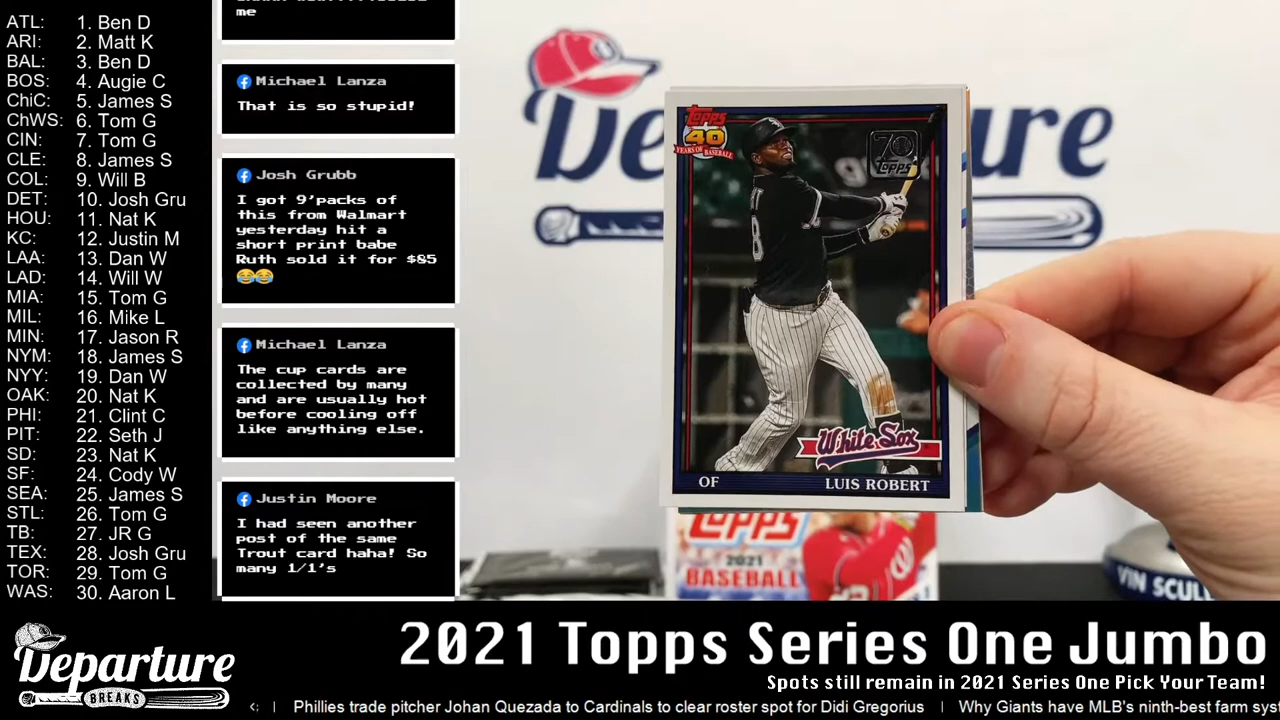 ATL: 1. Ben D
ARI: 2. Matt K
BAL: 3. Ben D
BOS: 4. Augie C
ChiC: 5. James S
ChWS: 6. Tom G
CIN: 7. Tom G
CLE: 8. James S
COL: 9. Will B
DET: 10. Josh Gru
HOU: 11. Nat K
KC: 12. Justin M
LAA: 13. Dan W
LAD: 14. Will W
MIA: 15. Tom G
MIL: 16. Mike L
MIN: 17. Jason R
NYM: 18. James S
NYY: 19. Dan W
OAK: 20. Nat K
PHI: 21. Clint C
PIT: 22. Seth J
SD: 23. Nat K
SF: 24. Cody W
SEA: 25. James S
STL: 26. Tom G
TB: 27. JR G
TEX: 28. Josh Gru
TOR: 29. Tom G
WAS: 30. Aaron L
me
Michael Lanza
That is so stupid!
Josh Grubb
I got 9'packs of
this from Walmart
yesterday hit a
short print babe
Ruth sold it for $85
😂😂
Michael Lanza
The cup cards are
collected by many
and are usually hot
before cooling off
like anything else.
Justin Moore
I had seen another
post of the same
Trout card haha! So
many 1/1's
De
arture
Topps
40
YEARS OF BASEBALL
70
Topps
8
White Sox
OF LUIS ROBERT
TOPPS
2021
BASEBALL
VIN SCUL
Departure
BREAKS
2021 Topps Series One Jumbo
Spots still remain in 2021 Series One Pick Your Team!
Phillies trade pitcher Johan Quezada to Cardinals to clear roster spot for Didi Gregorius | Why Giants have MLB's ninth-best farm sys